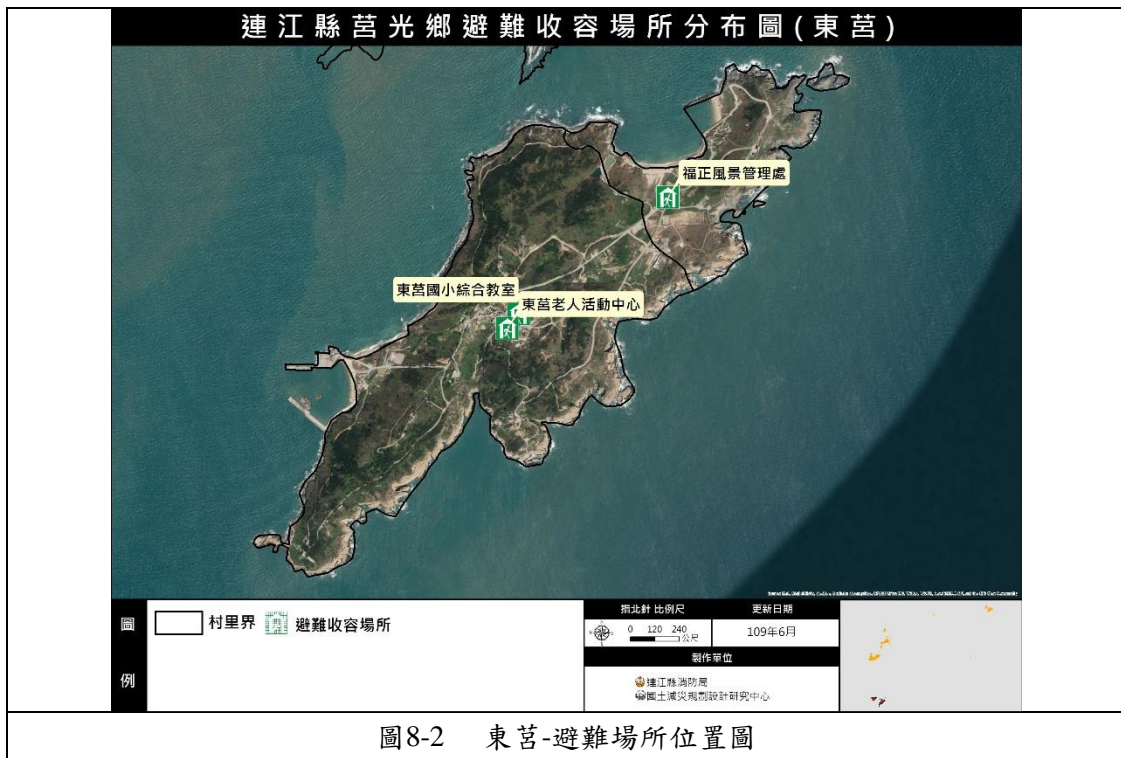 連江縣莒光鄉避難收容場所分布圖(東莒)
福正風景管理處
東莒國小綜合教室
東莒老人活動中心
圖例
村里界
避難收容場所
指北針 比例尺
0 120 240
公尺
更新日期
109年6月
製作單位
連江縣消防局
國土減災規劃設計研究中心
圖8-2 東莒-避難場所位置圖